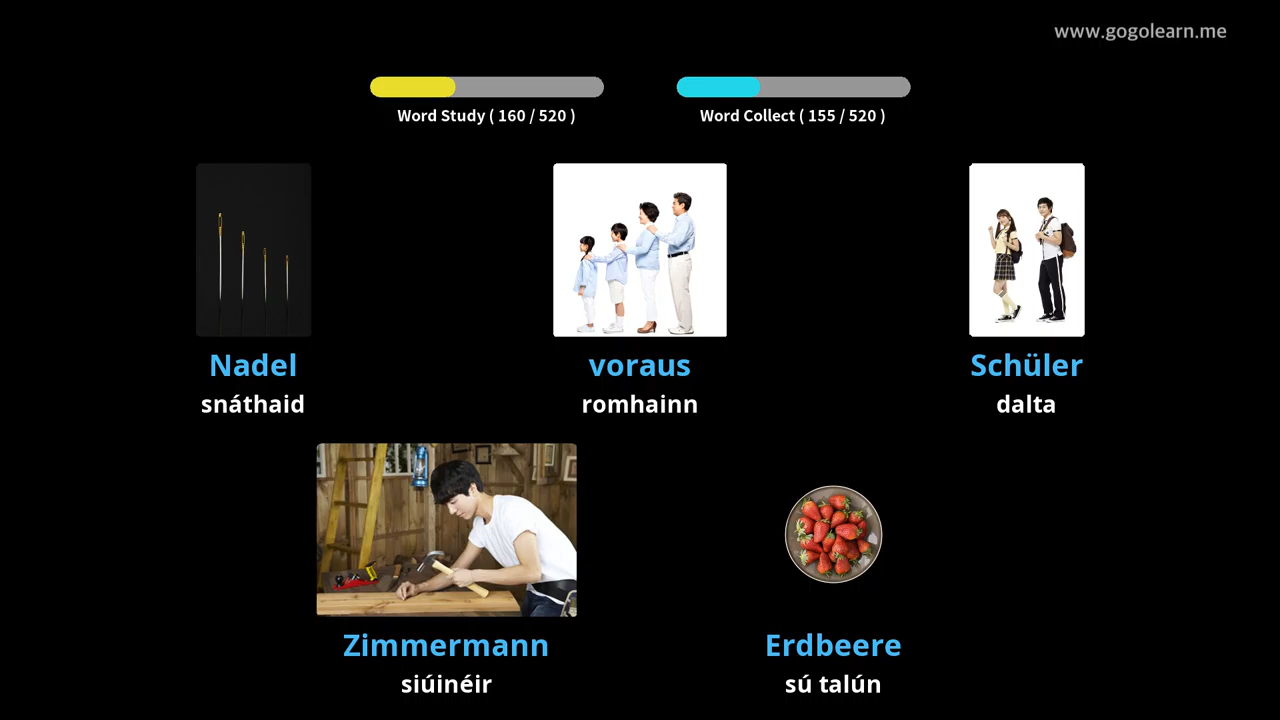 www.gogolearn.me
Word Study ( 160 / 520 )
Word Collect ( 155 / 520 )
Nadel
snáthaid
voraus
romhainn
Schüler
dalta
Zimmermann
siúinéir
Erdbeere
sú talún